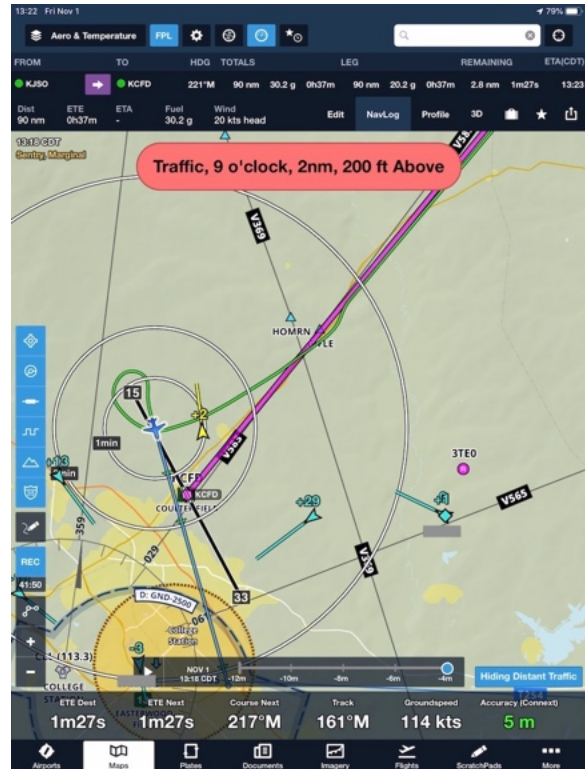 13:22 Fri Nov 1
79%
Aero & Temperature
FPL
FROM TO HDG TOTALS LEG REMAINING ETA(CDT)
KJSO KCFD 221°M 90 nm 30.2 g 0h37m 90 nm 20.2 g 0h37m 2.8 nm 1m27s 13:23
Dist ETE ETA Fuel Wind
90 nm 0h37m - 30.2 g 20 kts head
Edit NavLog Profile 3D
13:18 CDT
Sentry, Marginal
Traffic, 9 o'clock, 2nm, 200 ft Above
V369
HOMRN
15
+2
1min
V583
3TE0
+13
KCFD
COULTER FIELD
+29
+1
V565
359
029
REC
41:50
33
D: GND-2500
College
Station
-3
(113.3)
NOV 1
13:18 CDT
-12m -10m -8m -6m -4m
Hiding Distant Traffic
COLLEGE
ETE Dest ETE Next Course Next Track Groundspeed Accuracy (Connext)
1m27s 1m27s 217°M 161°M 114 kts 5 m
Airports Maps Plates Documents Imagery Flights ScratchPads More